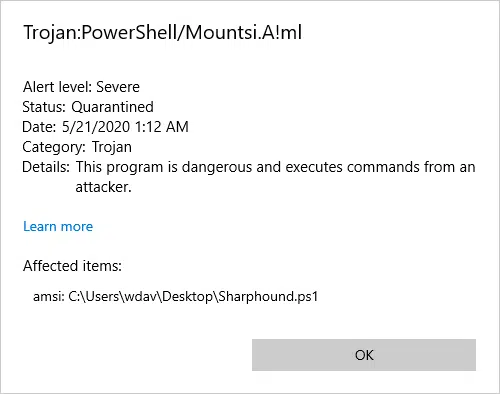 Trojan:PowerShell/Mountsi.A!ml
Alert level: Severe
Status: Quarantined
Date: 5/21/2020 1:12 AM
Category: Trojan
Details: This program is dangerous and executes commands from an
attacker.
Learn more
Affected items:
amsi: C:\Users\wdav\Desktop\Sharphound.ps1
OK